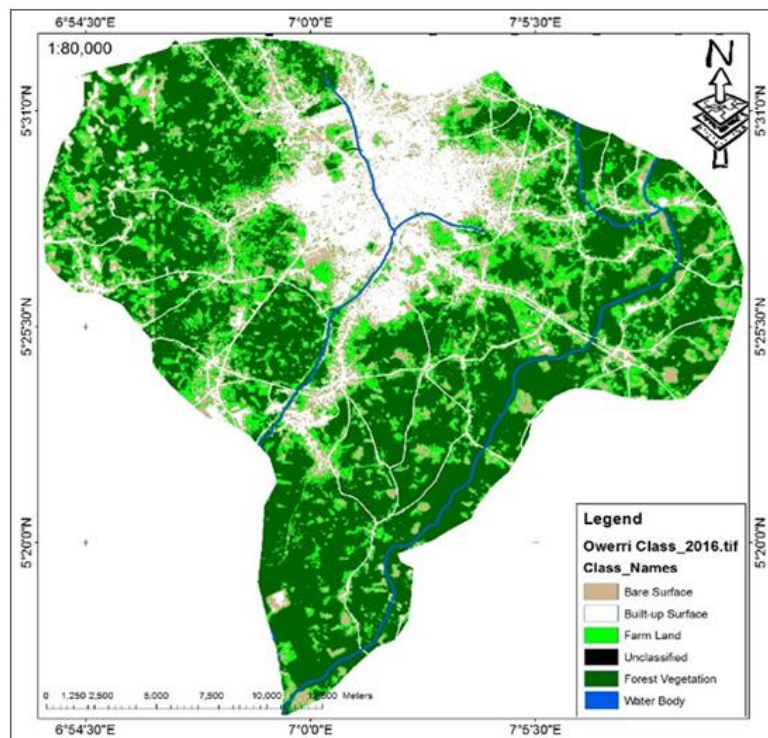 6°54'30"E 7°0'0"E 7°5'30"E
1:80,000
N
5°31'0"N 5°31'0"N
5°25'30"N 5°25'30"N
5°20'0"N 5°20'0"N
Legend
Owerri Class_2016.tif
Class_Names
Bare Surface
Built-up Surface
Farm Land
Unclassified
Forest Vegetation
Water Body
0 1,250 2,500 5,000 7,500 10,000 Meters
6°54'30"E 7°0'0"E 7°5'30"E